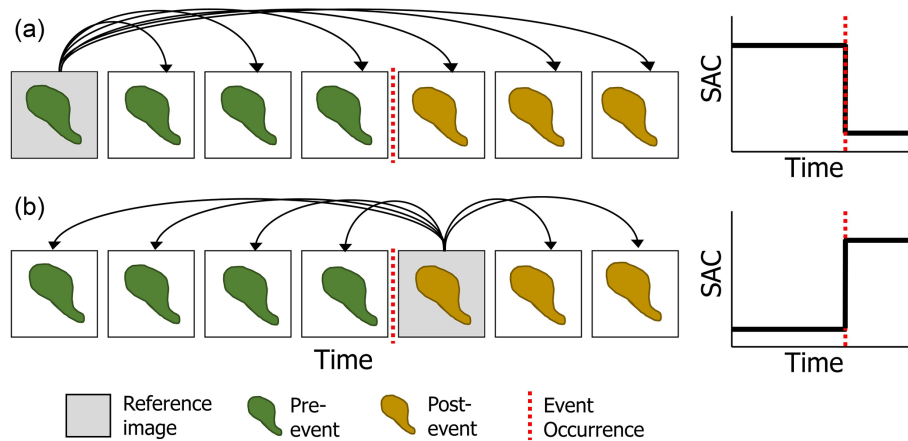 (a)
SAC
Time
(b)
SAC
Time
Time
Reference
image
Pre-
event
Post-
event
Event
Occurrence